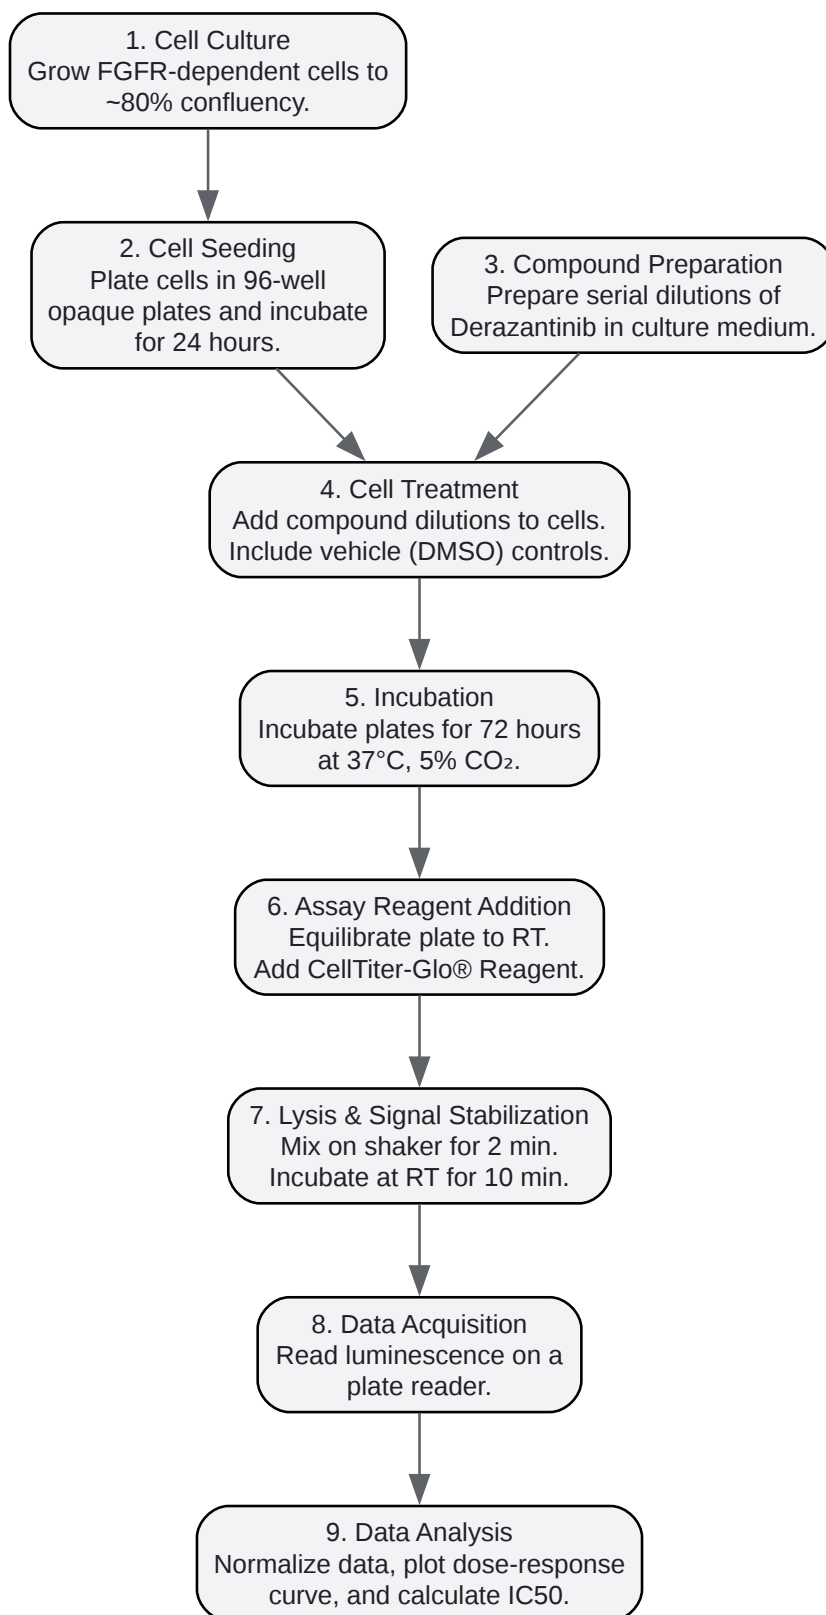 1. Cell Culture
Grow FGFR-dependent cells to
~80% confluency.
2. Cell Seeding
Plate cells in 96-well
opaque plates and incubate
for 24 hours.
3. Compound Preparation
Prepare serial dilutions of
Derazantinib in culture medium.
4. Cell Treatment
Add compound dilutions to cells.
Include vehicle (DMSO) controls.
5. Incubation
Incubate plates for 72 hours
at 37°C, 5% CO₂.
6. Assay Reagent Addition
Equilibrate plate to RT.
Add CellTiter-Glo® Reagent.
7. Lysis & Signal Stabilization
Mix on shaker for 2 min.
Incubate at RT for 10 min.
8. Data Acquisition
Read luminescence on a
plate reader.
9. Data Analysis
Normalize data, plot dose-response
curve, and calculate IC50.